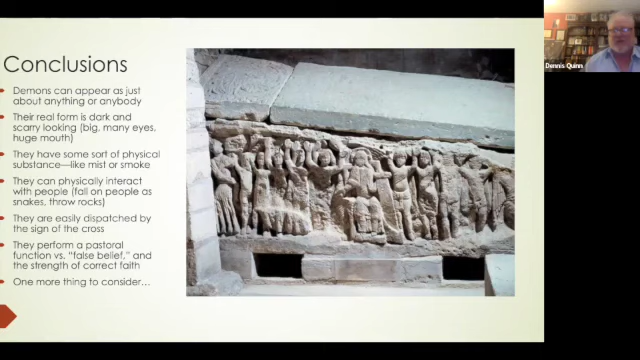 Conclusions
Demons can appear as just
about anything or anybody
Their real form is dark and
scarry looking (big, many eyes,
huge mouth)
They have some sort of physical
substance—like mist or smoke
They can physically interact
with people (fall on people as
snakes, throw rocks)
They are easily dispatched by
the sign of the cross
They perform a pastoral
function vs. “false belief,” and
the strength of correct faith
One more thing to consider…
Dennis Quinn